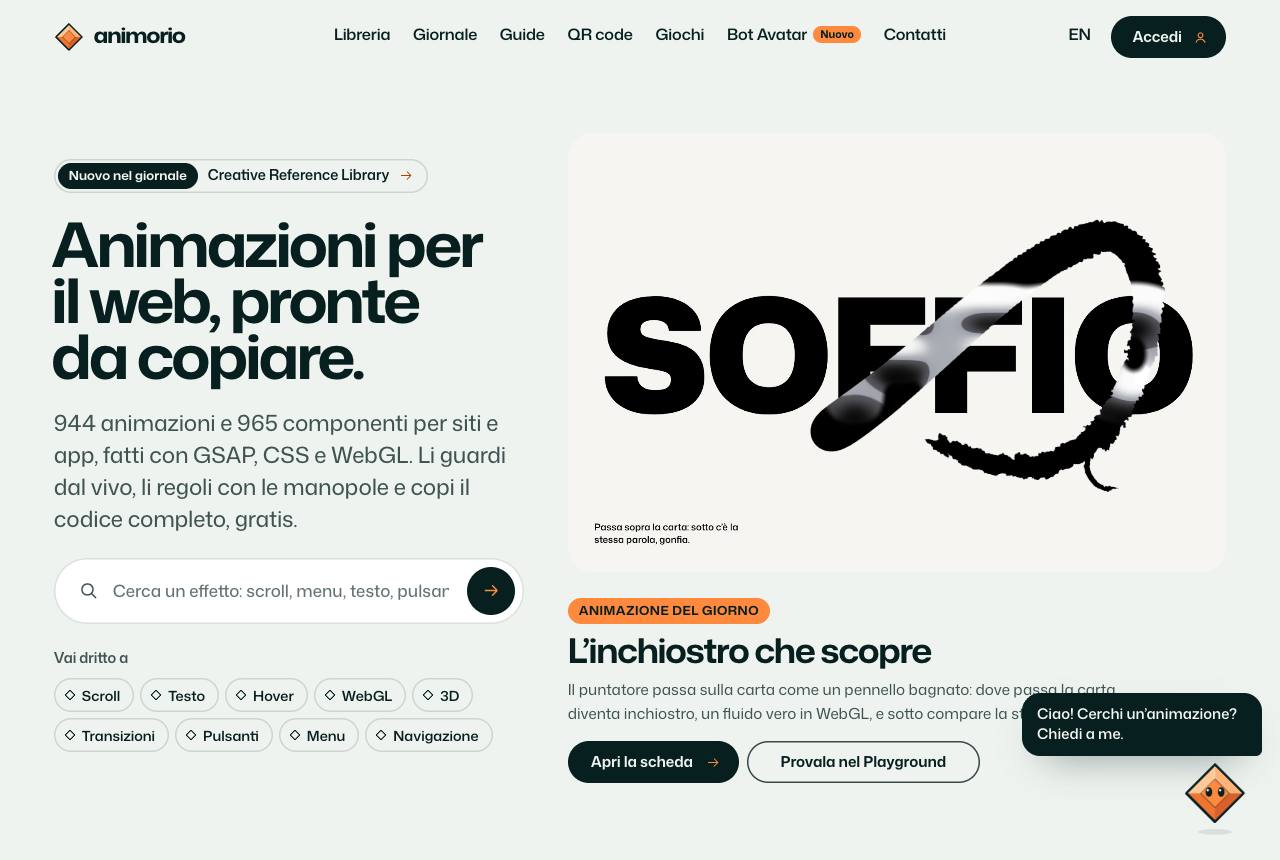 animorio
Libreria
Giornale
Guide
QR code
Giochi
Bot Avatar
Nuovo
Contatti
EN
Accedi
Nuovo nel giornale
Creative Reference Library
Animazioni per
il web, pronte
da copiare.
944 animazioni e 965 componenti per siti e
app, fatti con GSAP, CSS e WebGL. Li guardi
dal vivo, li regoli con le manopole e copi il
codice completo, gratis.
Cerca un effetto: scroll, menu, testo, pulsar
Vai dritto a
Scroll
Testo
Hover
WebGL
3D
Transizioni
Pulsanti
Menu
Navigazione
SOFFIO
Passa sopra la carta: sotto c'è la
stessa parola, gonfia.
ANIMAZIONE DEL GIORNO
L'inchiostro che scopre
Il puntatore passa sulla carta come un pennello bagnato: dove passa la carta
diventa inchiostro, un fluido vero in WebGL, e sotto compare la
Apri la scheda
Provala nel Playground
Ciao! Cerchi un'animazione?
Chiedi a me.